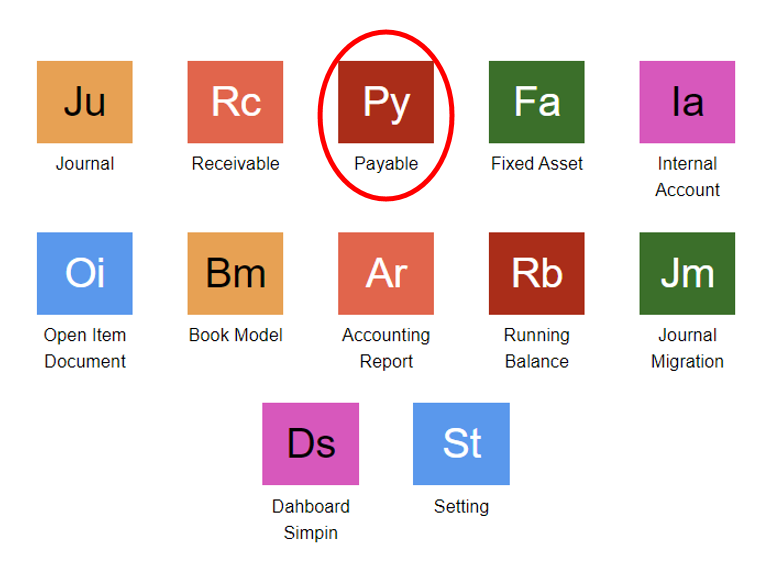 Ju
Rc
Py
Fa
Ia
Journal
Receivable
Payable
Fixed Asset
Internal
Account
Oi
Bm
Ar
Rb
Jm
Open Item
Document
Book Model
Accounting
Report
Running
Balance
Journal
Migration
Ds
St
Dahboard
Simpin
Setting